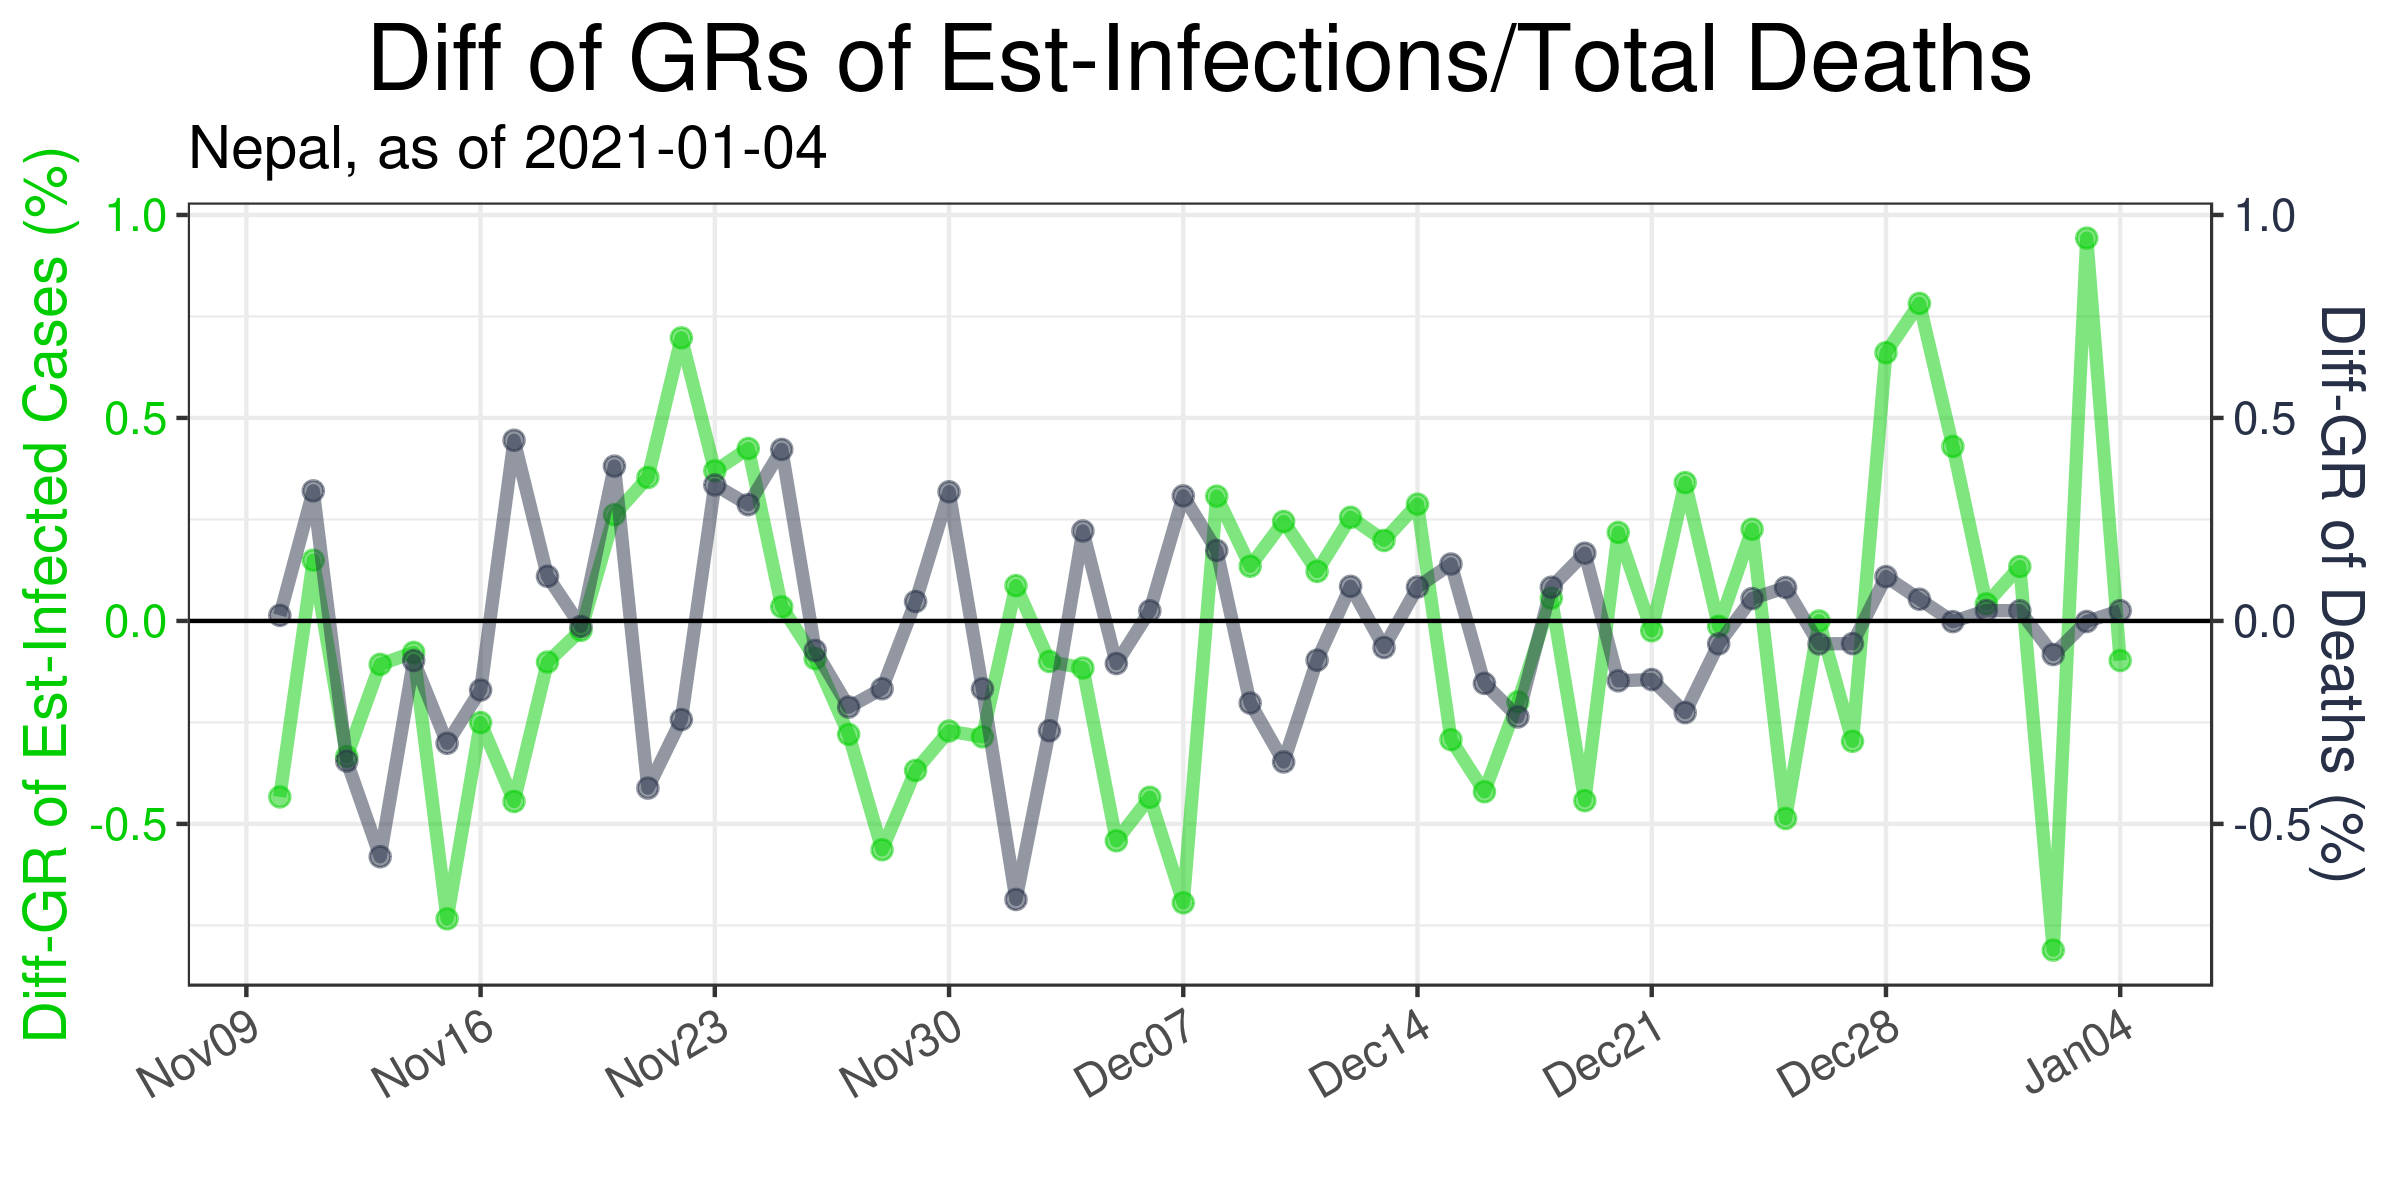 Diff of GRs of Est-Infections/Total Deaths
Nepal, as of 2021-01-04
Diff-GR of Est-Infected Cases (%)
1.0
0.5
0.0
-0.5
1.0
0.5
0.0
-0.5
Diff-GR of Deaths (%)
Nov09 Nov16 Nov23 Nov30 Dec07 Dec14 Dec21 Dec28 Jan04